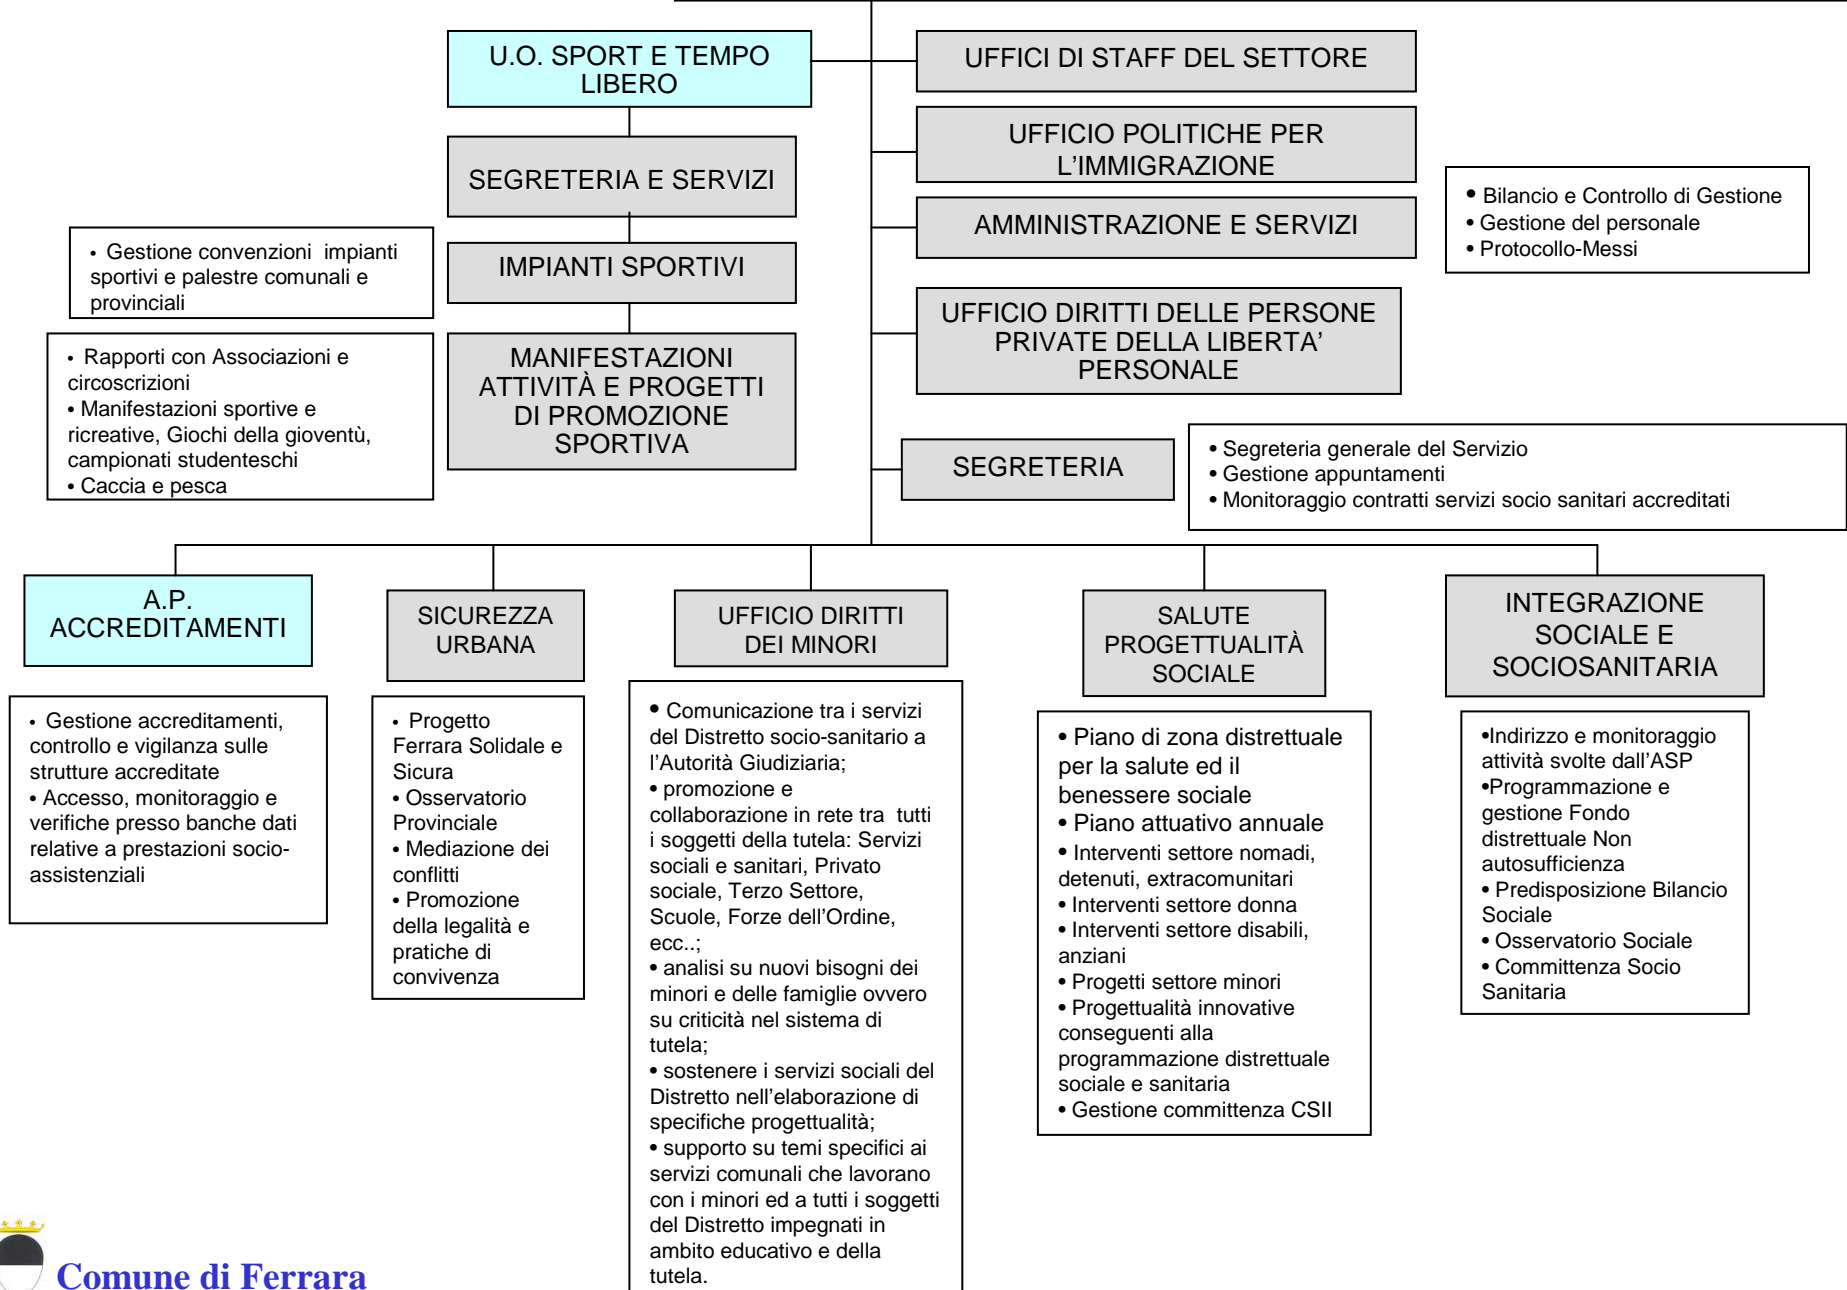 U.O. SPORT E TEMPO
LIBERO
UFFICI DI STAFF DEL SETTORE
UFFICIO POLITICHE PER
L'IMMIGRAZIONE
SEGRETERIA E SERVIZI
• Bilancio e Controllo di Gestione
• Gestione del personale
• Protocollo-Messi
AMMINISTRAZIONE E SERVIZI
• Gestione convenzioni impianti
sportivi e palestre comunali e
provinciali
IMPIANTI SPORTIVI
UFFICIO DIRITTI DELLE PERSONE
PRIVATE DELLA LIBERTA'
PERSONALE
• Rapporti con Associazioni e
circoscrizioni
• Manifestazioni sportive e
ricreative, Giochi della gioventù,
campionati studenteschi
• Caccia e pesca
MANIFESTAZIONI
ATTIVITÀ E PROGETTI
DI PROMOZIONE
SPORTIVA
SEGRETERIA
• Segreteria generale del Servizio
• Gestione appuntamenti
• Monitoraggio contratti servizi socio sanitari accreditati
A.P.
ACCREDITAMENTI
SICUREZZA
URBANA
UFFICIO DIRITTI
DEI MINORI
SALUTE
PROGETTUALITÀ
SOCIALE
INTEGRAZIONE
SOCIALE E
SOCIOSANITARIA
• Gestione accreditamenti,
controllo e vigilanza sulle
strutture accreditate
• Accesso, monitoraggio e
verifiche presso banche dati
relative a prestazioni socio-
assistenziali
• Progetto
Ferrara Solidale e
Sicura
• Osservatorio
Provinciale
• Mediazione dei
conflitti
• Promozione
della legalità e
pratiche di
convivenza
• Comunicazione tra i servizi
del Distretto socio-sanitario a
l'Autorità Giudiziaria;
• promozione e
collaborazione in rete tra tutti
i soggetti della tutela: Servizi
sociali e sanitari, Privato
sociale, Terzo Settore,
Scuole, Forze dell'Ordine,
ecc..;
• analisi su nuovi bisogni dei
minori e delle famiglie ovvero
su criticità nel sistema di
tutela;
• sostenere i servizi sociali del
Distretto nell'elaborazione di
specifiche progettualità;
• supporto su temi specifici ai
servizi comunali che lavorano
con i minori ed a tutti i soggetti
del Distretto impegnati in
ambito educativo e della
tutela.
• Piano di zona distrettuale
per la salute ed il
benessere sociale
• Piano attuativo annuale
• Interventi settore nomadi,
detenuti, extracomunitari
• Interventi settore donna
• Interventi settore disabili,
anziani
• Progetti settore minori
• Progettualità innovative
conseguenti alla
programmazione distrettuale
sociale e sanitaria
• Gestione committenza CSII
•Indirizzo e monitoraggio
attività svolte dall'ASP
•Programmazione e
gestione Fondo
distrettuale Non
autosufficienza
• Predisposizione Bilancio
Sociale
• Osservatorio Sociale
• Committenza Socio
Sanitaria
Comune di Ferrara